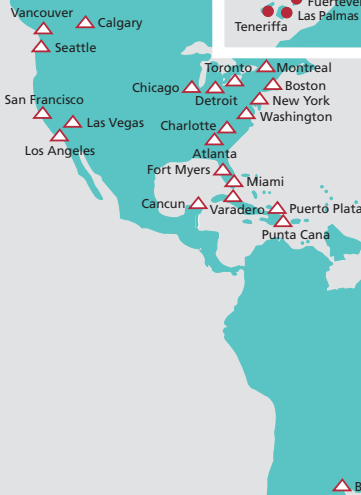 Vancouver
Calgary
Seattle
Teneriffa
Las Palmas
Toronto
Montreal
Chicago
Boston
Detroit
New York
San Francisco
Las Vegas
Charlotte
Washington
Los Angeles
Atlanta
Fort Myers
Miami
Cancun
Varadero
Puerto Plata
Punta Cana